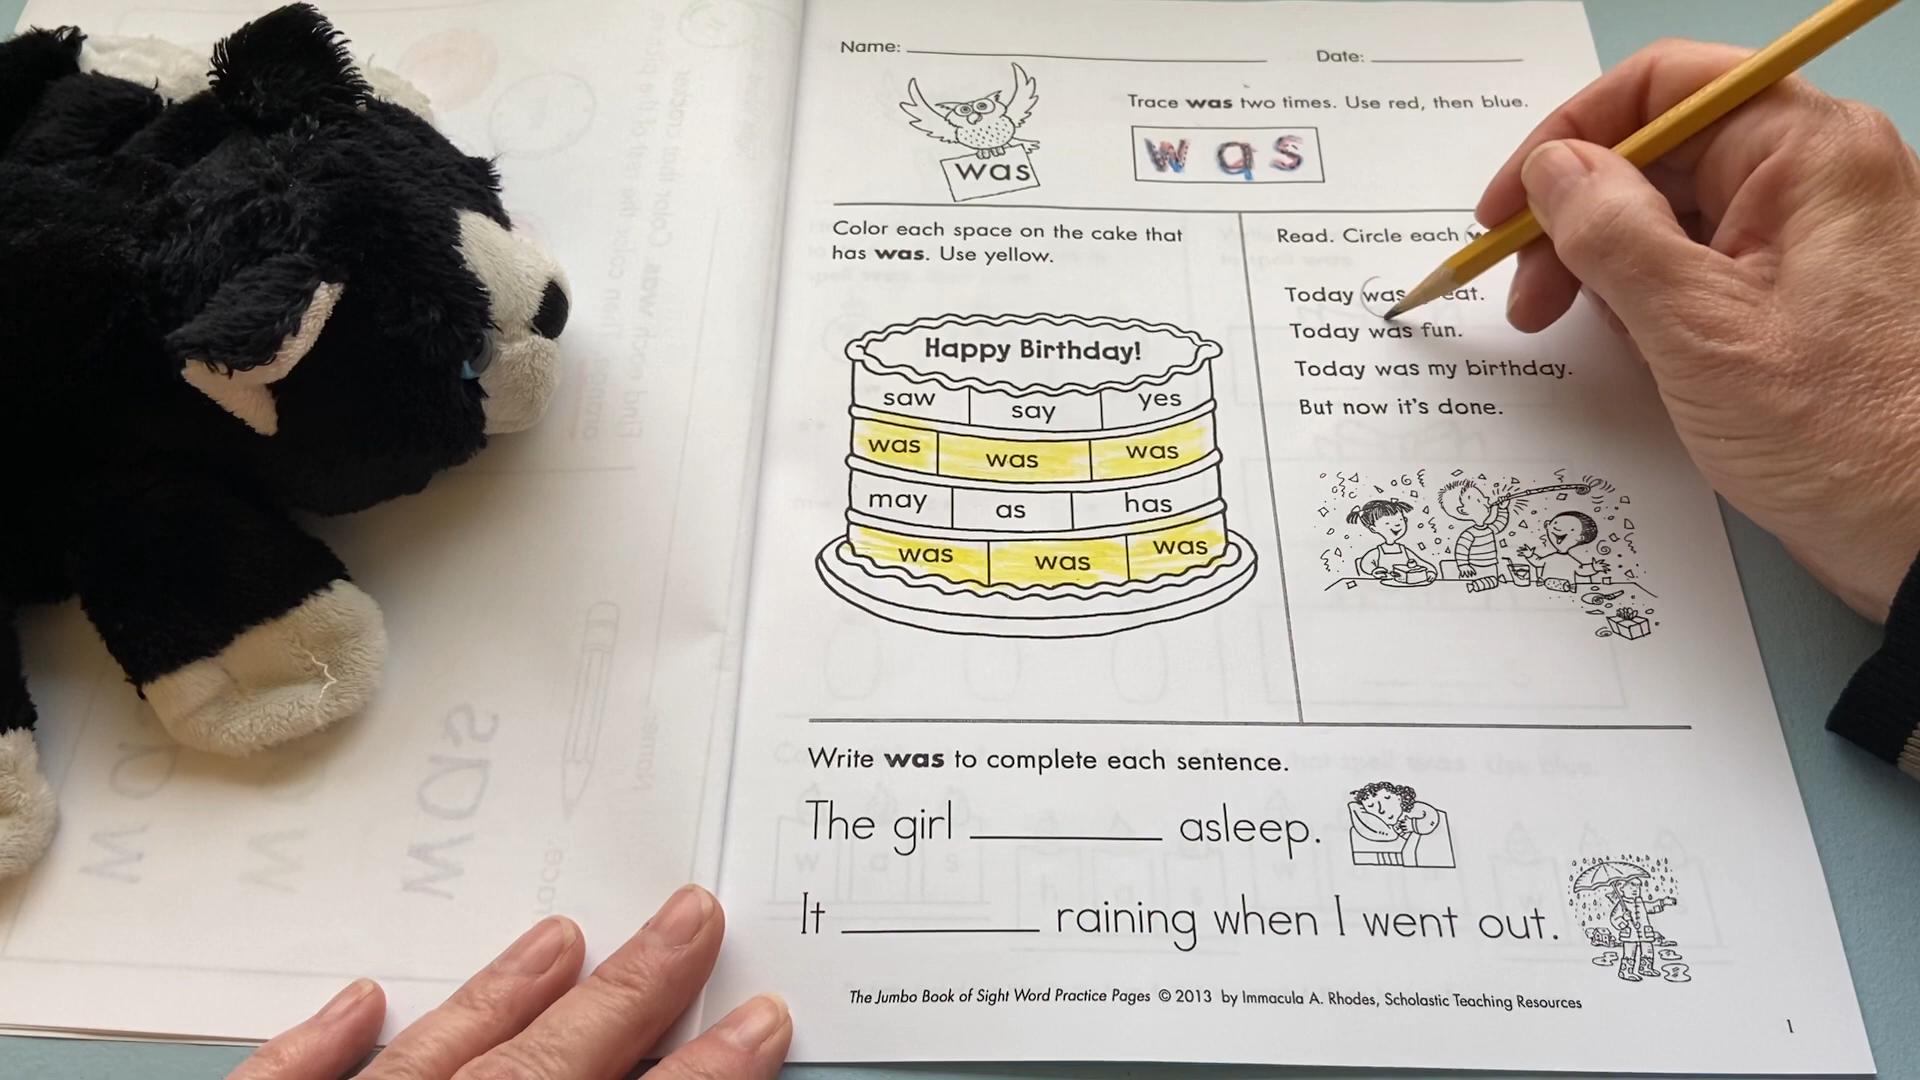 Name: Date:
was
Trace was two times. Use red, then blue.
was
Color each space on the cake that
has was. Use yellow.
Happy Birthday!
saw say yes
was was was
may as has
was was was
Read. Circle each
Today was
Today was fun.
Today was my birthday.
But now it's done.
Write was to complete each sentence.
The girl asleep.
It raining when I went out.
The Jumbo Book of Sight Word Practice Pages © 2013 by Immacula A. Rhodes, Scholastic Teaching Resources
1